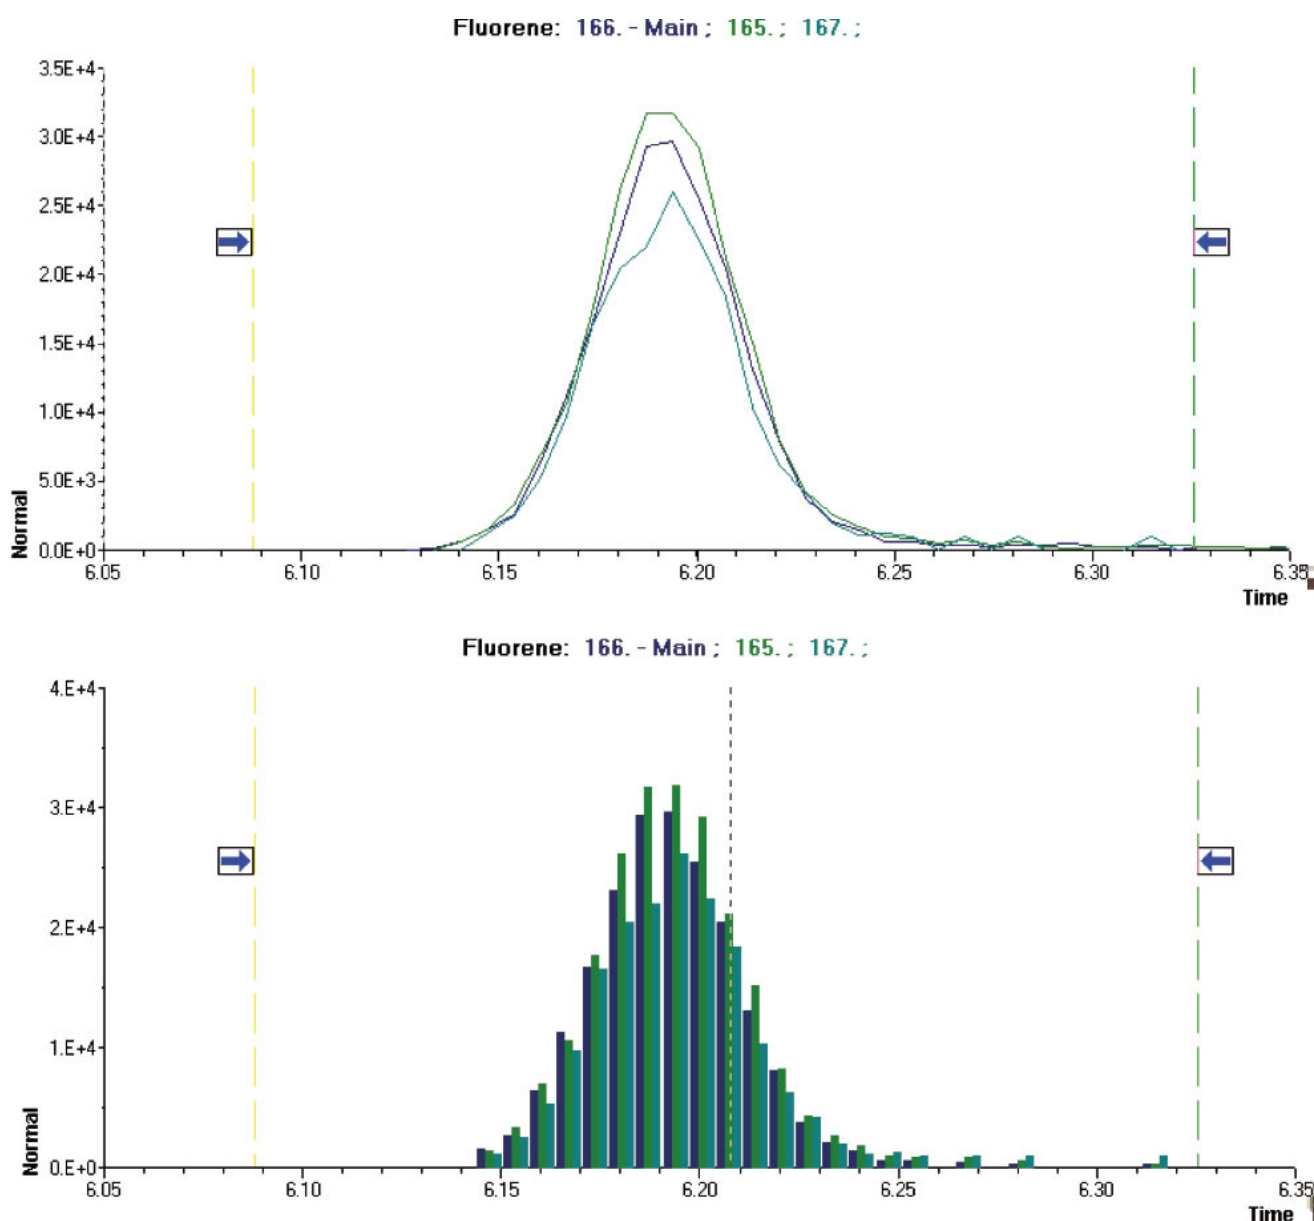 Fluorene: 166. - Main ; 165. ; 167. ;
3.5E+4
3.0E+4
2.5E+4
2.0E+4
1.5E+4
1.0E+4
5.0E+3
0.0E+0
Normal
6.05 6.10 6.15 6.20 6.25 6.30 6.35
Time
Fluorene: 166. - Main ; 165. ; 167. ;
4.E+4
3.E+4
2.E+4
1.E+4
0.E+0
Normal
6.05 6.10 6.15 6.20 6.25 6.30 6.35
Time